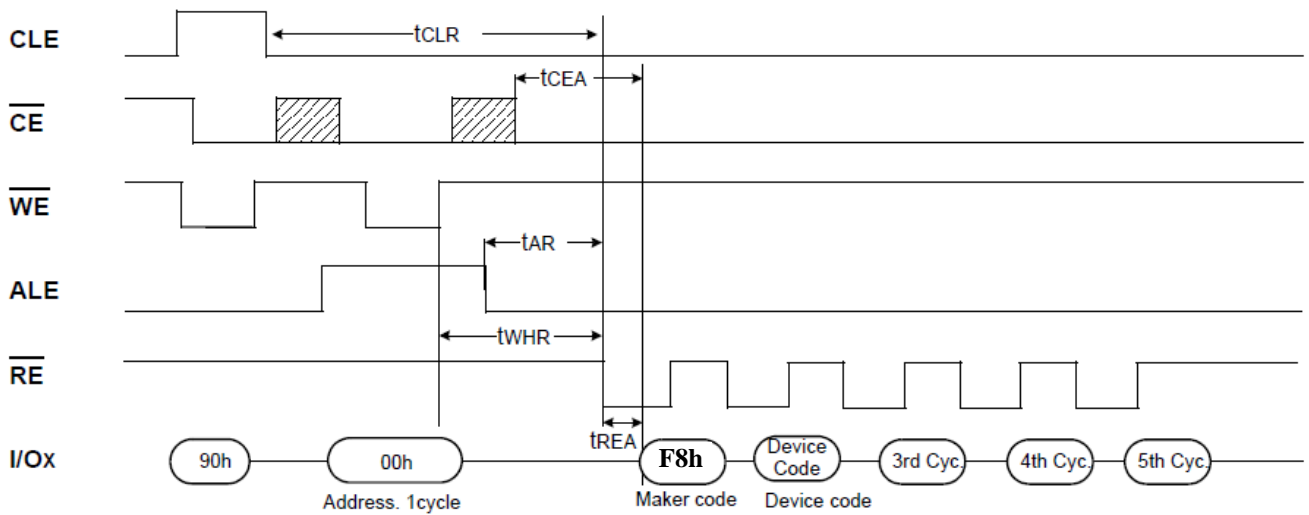 CLE
tCLR
tCEA
CE
WE
tAR
ALE
tWHR
RE
tREA
I/Ox
90h
00h
F8h
Device
Code
3rd Cyc.
4th Cyc.
5th Cyc.
Address. 1cycle
Maker code
Device code